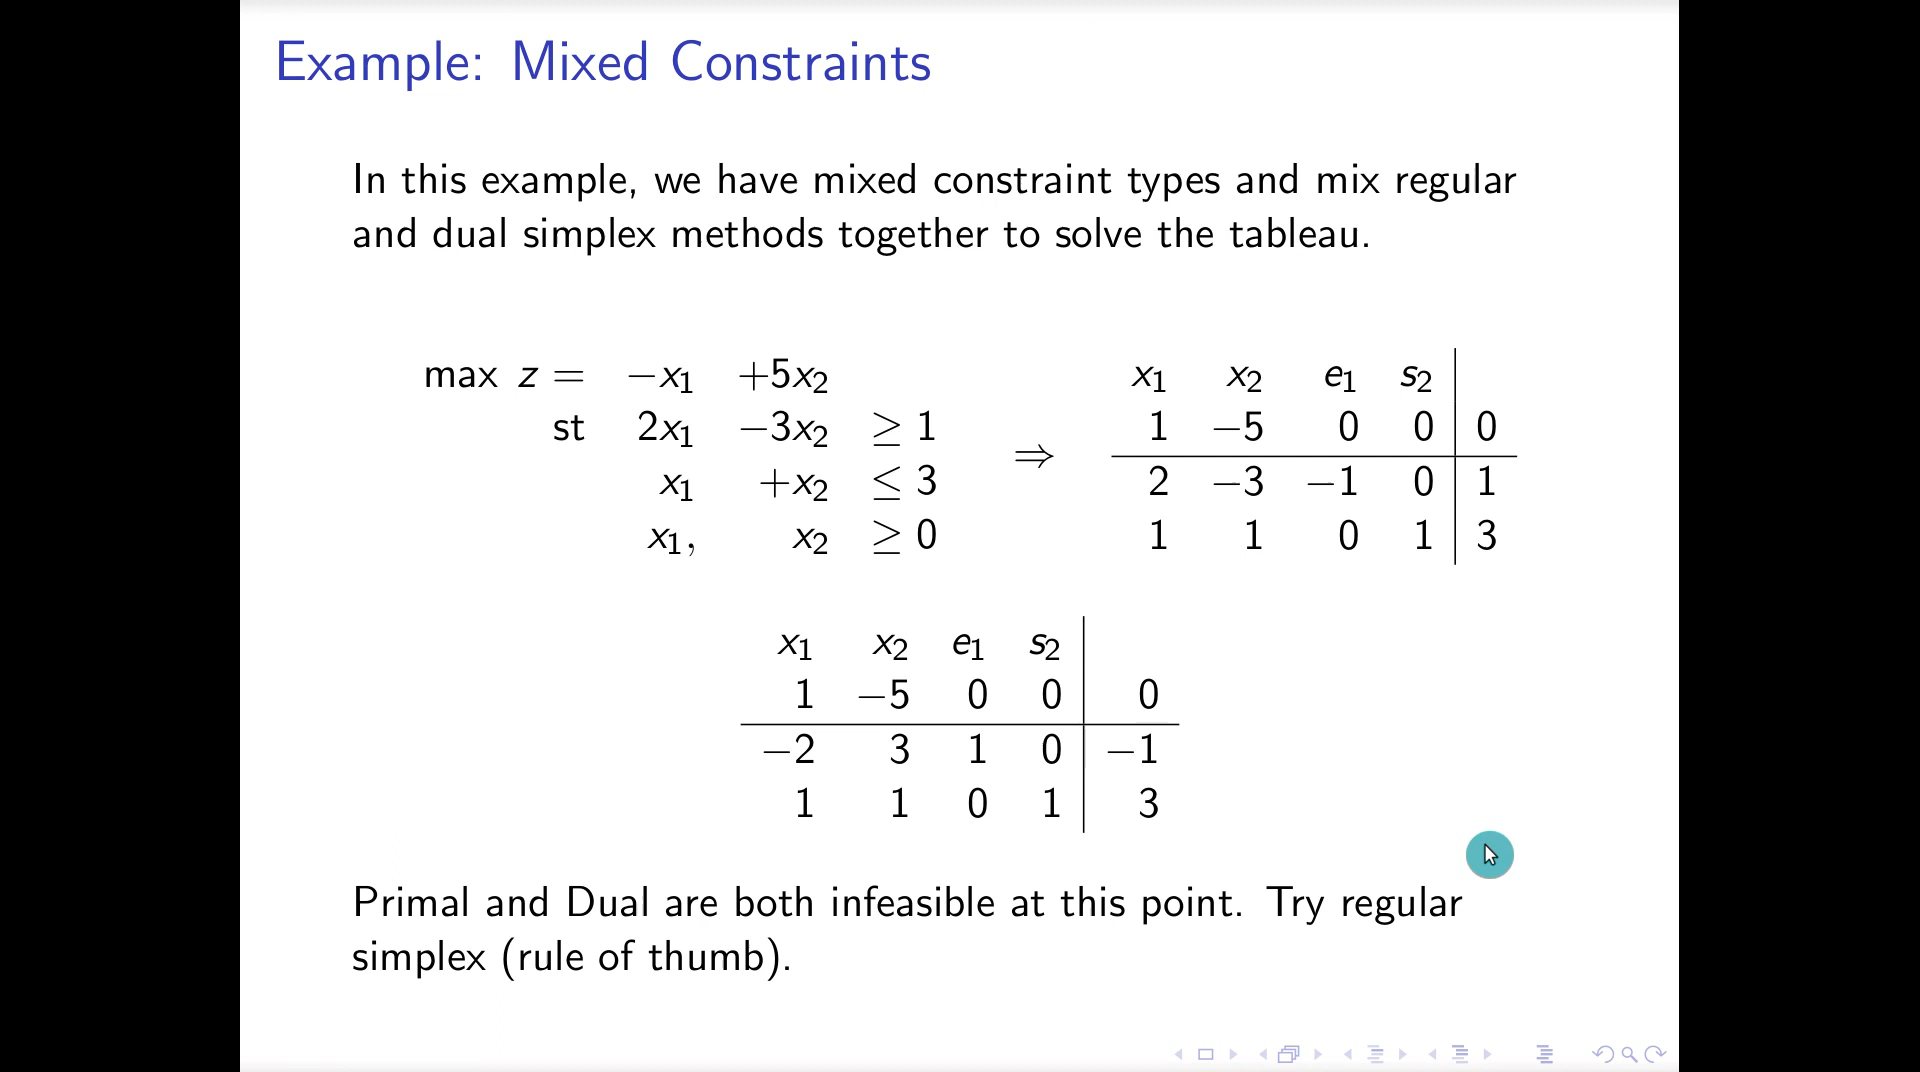 Example: Mixed Constraints
In this example, we have mixed constraint types and mix regular
and dual simplex methods together to solve the tableau.
max z = −x₁ +5x₂
st 2x₁ −3x₂ ≥ 1
x₁ +x₂ ≤ 3
x₁, x₂ ≥ 0
⇒
x₁ x₂ e₁ s₂
1 −5 0 0 0
2 −3 −1 0 1
1 1 0 1 3
x₁ x₂ e₁ s₂
1 −5 0 0 0
−2 3 1 0 −1
1 1 0 1 3
Primal and Dual are both infeasible at this point. Try regular
simplex (rule of thumb).